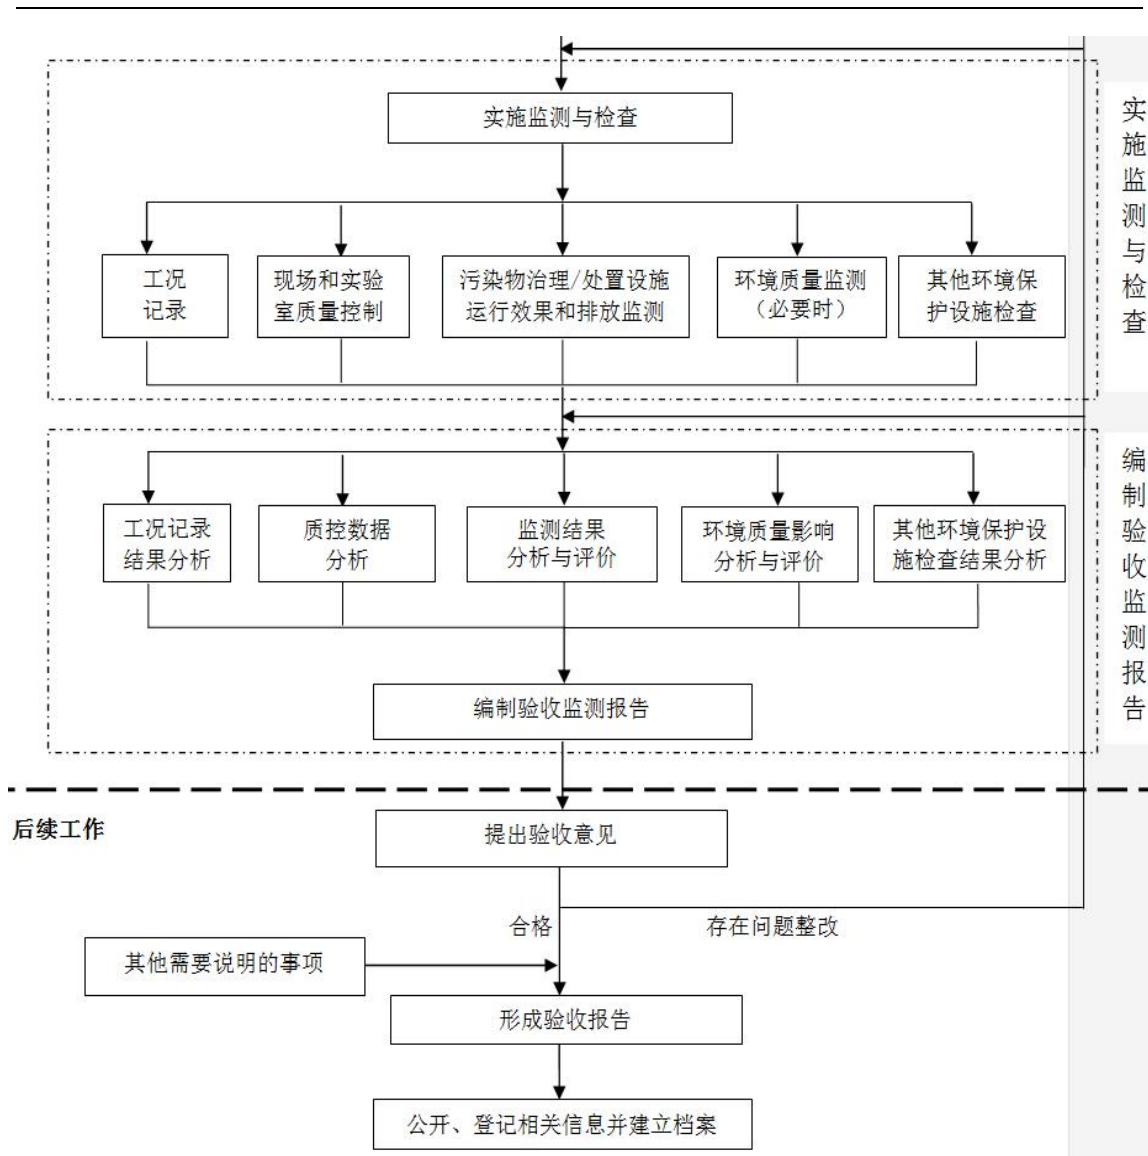 实施监测与检查
工况
记录
现场和实验
室质量控制
污染物治理/处置设施
运行效果和排放监测
环境质量监测
（必要时）
其他环境保
护设施检查
实施监测与检查
工况记录
结果分析
质控数据
分析
监测结果
分析与评价
环境质量影响
分析与评价
其他环境保护设
施检查结果分析
编制验收监测报告
编制验收监测报告
后续工作
提出验收意见
合格
存在问题整改
其他需要说明的事项
形成验收报告
公开、登记相关信息并建立档案